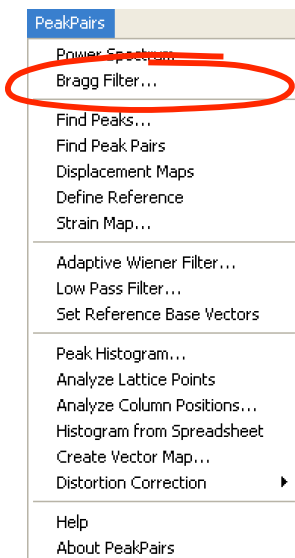 PeakPairs
Power Spectrum
Bragg Filter...
Find Peaks...
Find Peak Pairs
Displacement Maps
Define Reference
Strain Map...
Adaptive Wiener Filter...
Low Pass Filter...
Set Reference Base Vectors
Peak Histogram...
Analyze Lattice Points
Analyze Column Positions...
Histogram from Spreadsheet
Create Vector Map...
Distortion Correction
Help
About PeakPairs